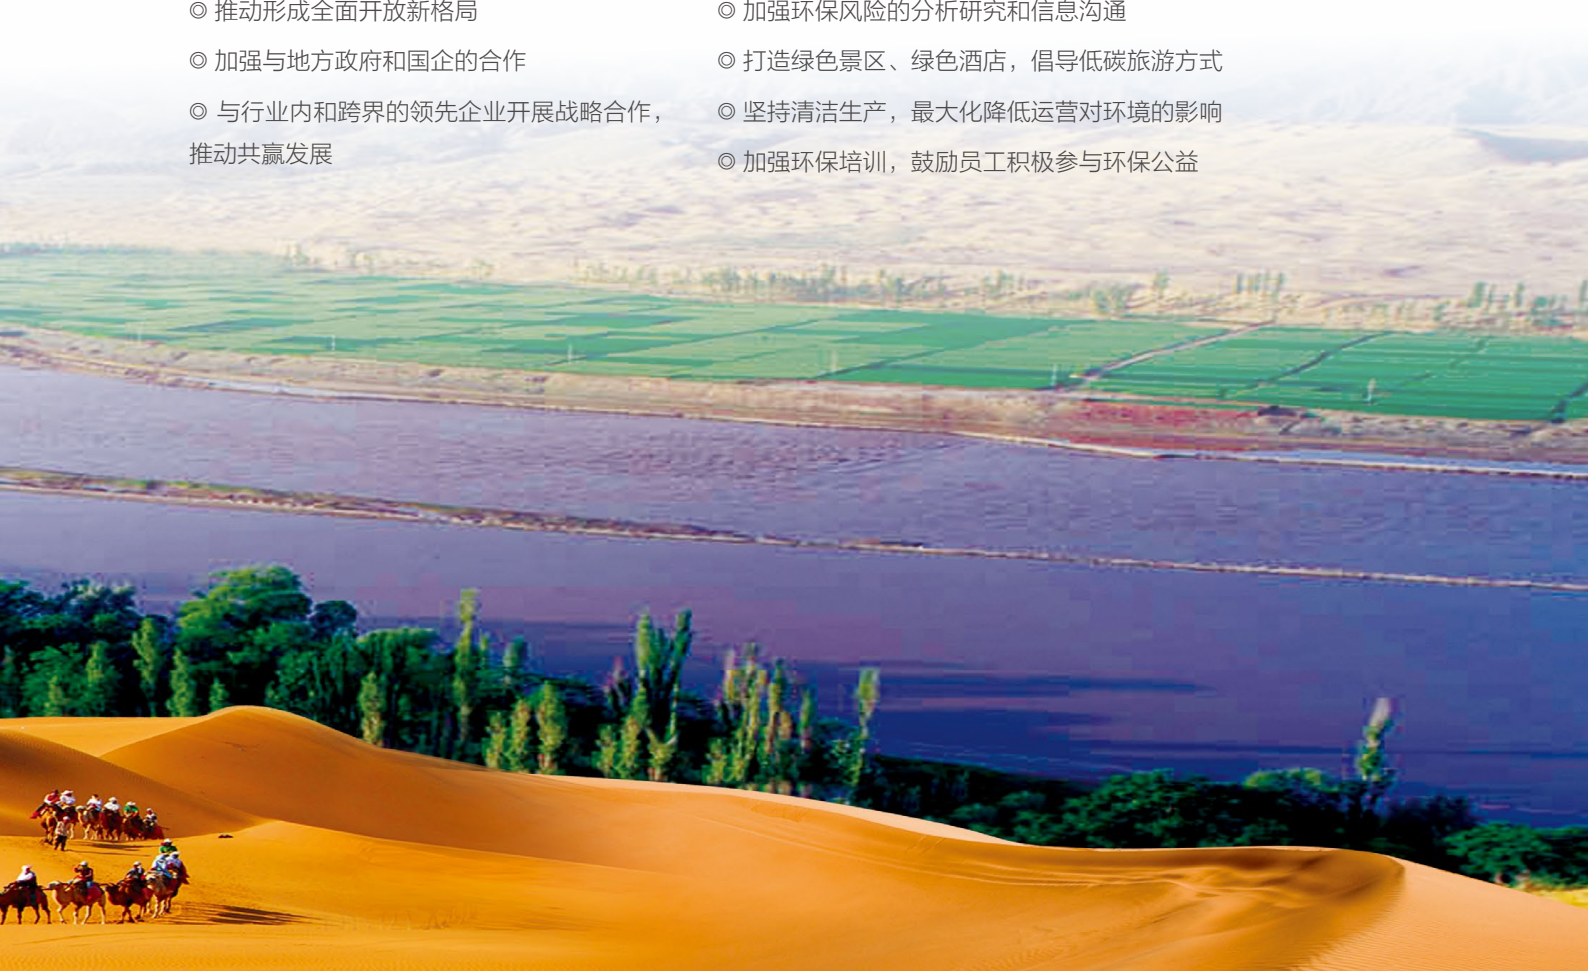 ◎ 推动形成全面开放新格局
◎ 加强与地方政府和国企的合作
◎ 与行业内和跨界的领先企业开展战略合作，
推动共赢发展
◎ 加强环保风险的分析研究和信息沟通
◎ 打造绿色景区、绿色酒店，倡导低碳旅游方式
◎ 坚持清洁生产，最大化降低运营对环境的影响
◎ 加强环保培训，鼓励员工积极参与环保公益